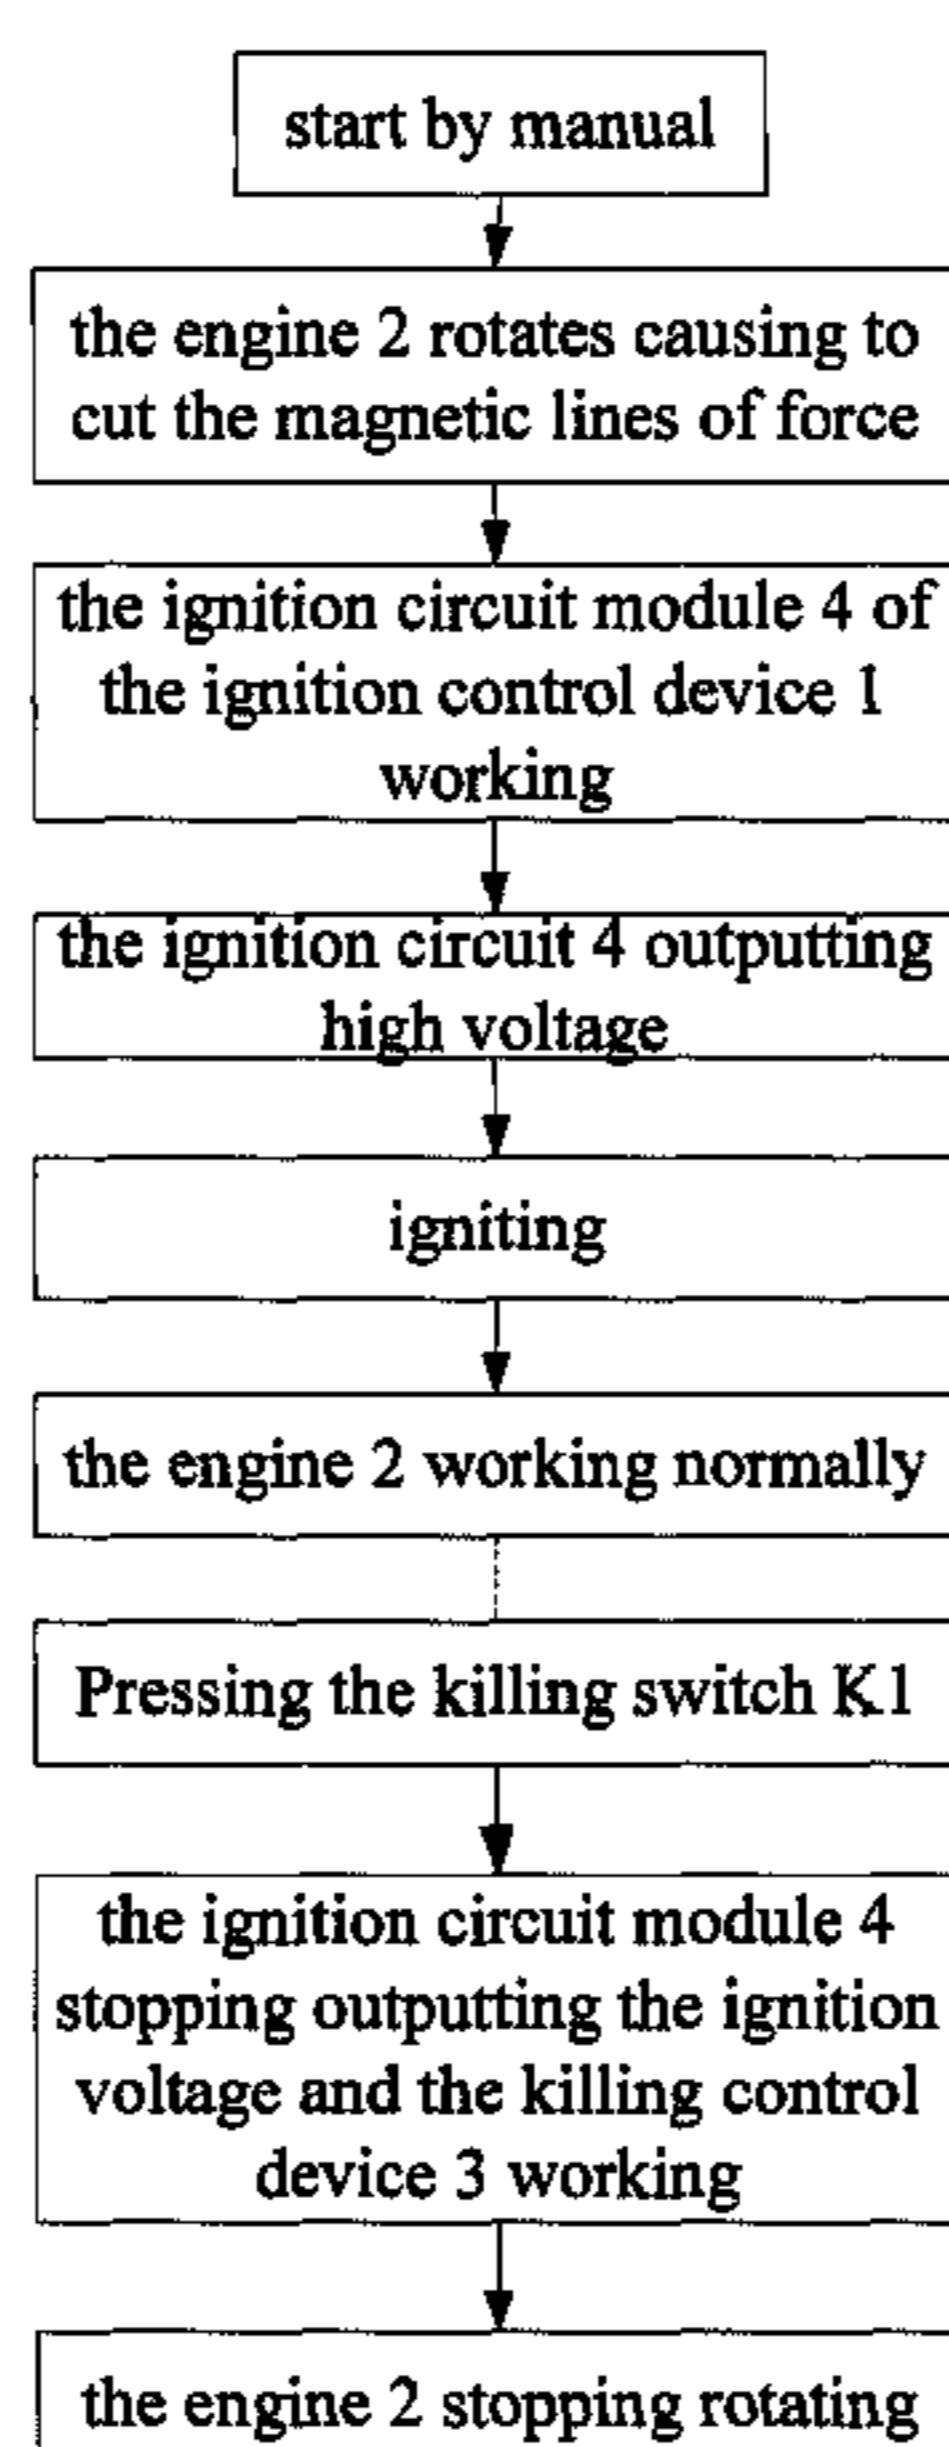 start by manual
the engine 2 rotates causing to
cut the magnetic lines of force
the ignition circuit module 4 of
the ignition control device 1
working
the ignition circuit 4 outputting
high voltage
igniting
the engine 2 working normally
Pressing the killing switch K1
the ignition circuit module 4
stopping outputting the ignition
voltage and the killing control
device 3 working
the engine 2 stopping rotating